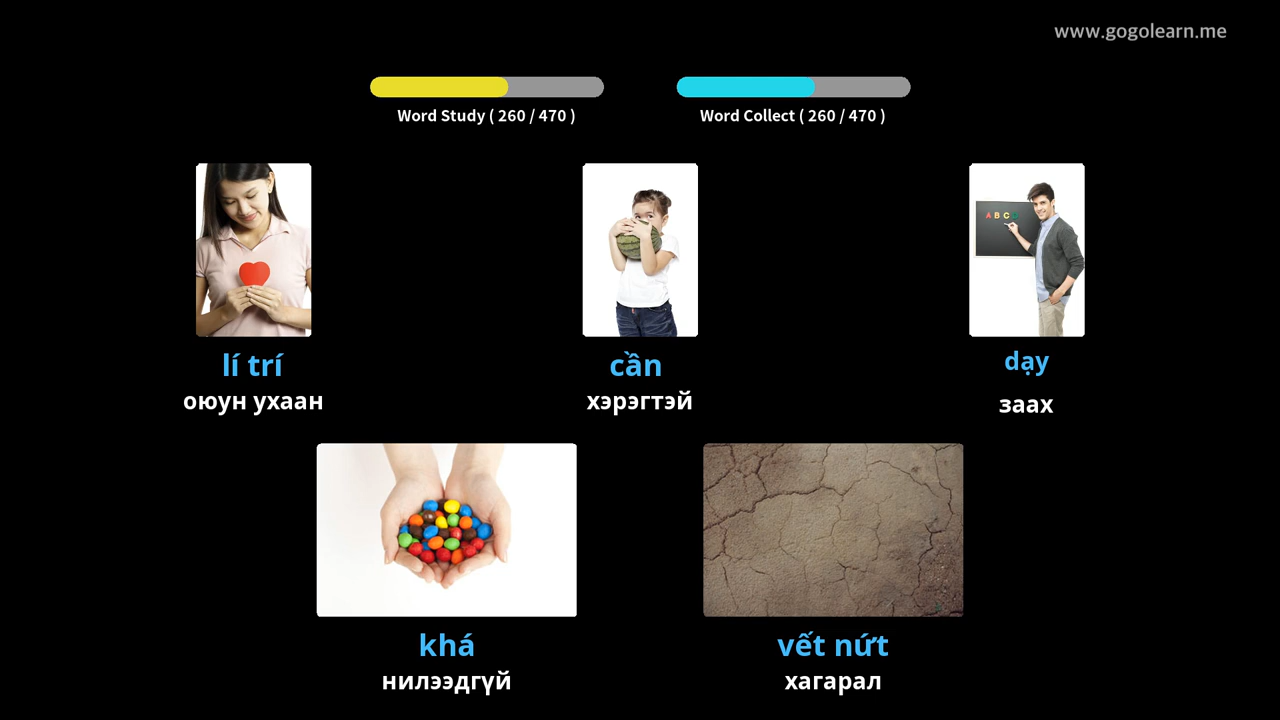 www.gogolearn.me
Word Study ( 260 / 470 )
Word Collect ( 260 / 470 )
A B C D
lí trí
оюун ухаан
cần
хэрэгтэй
dạy
заах
khá
нилээдгүй
vết nứt
хагарал